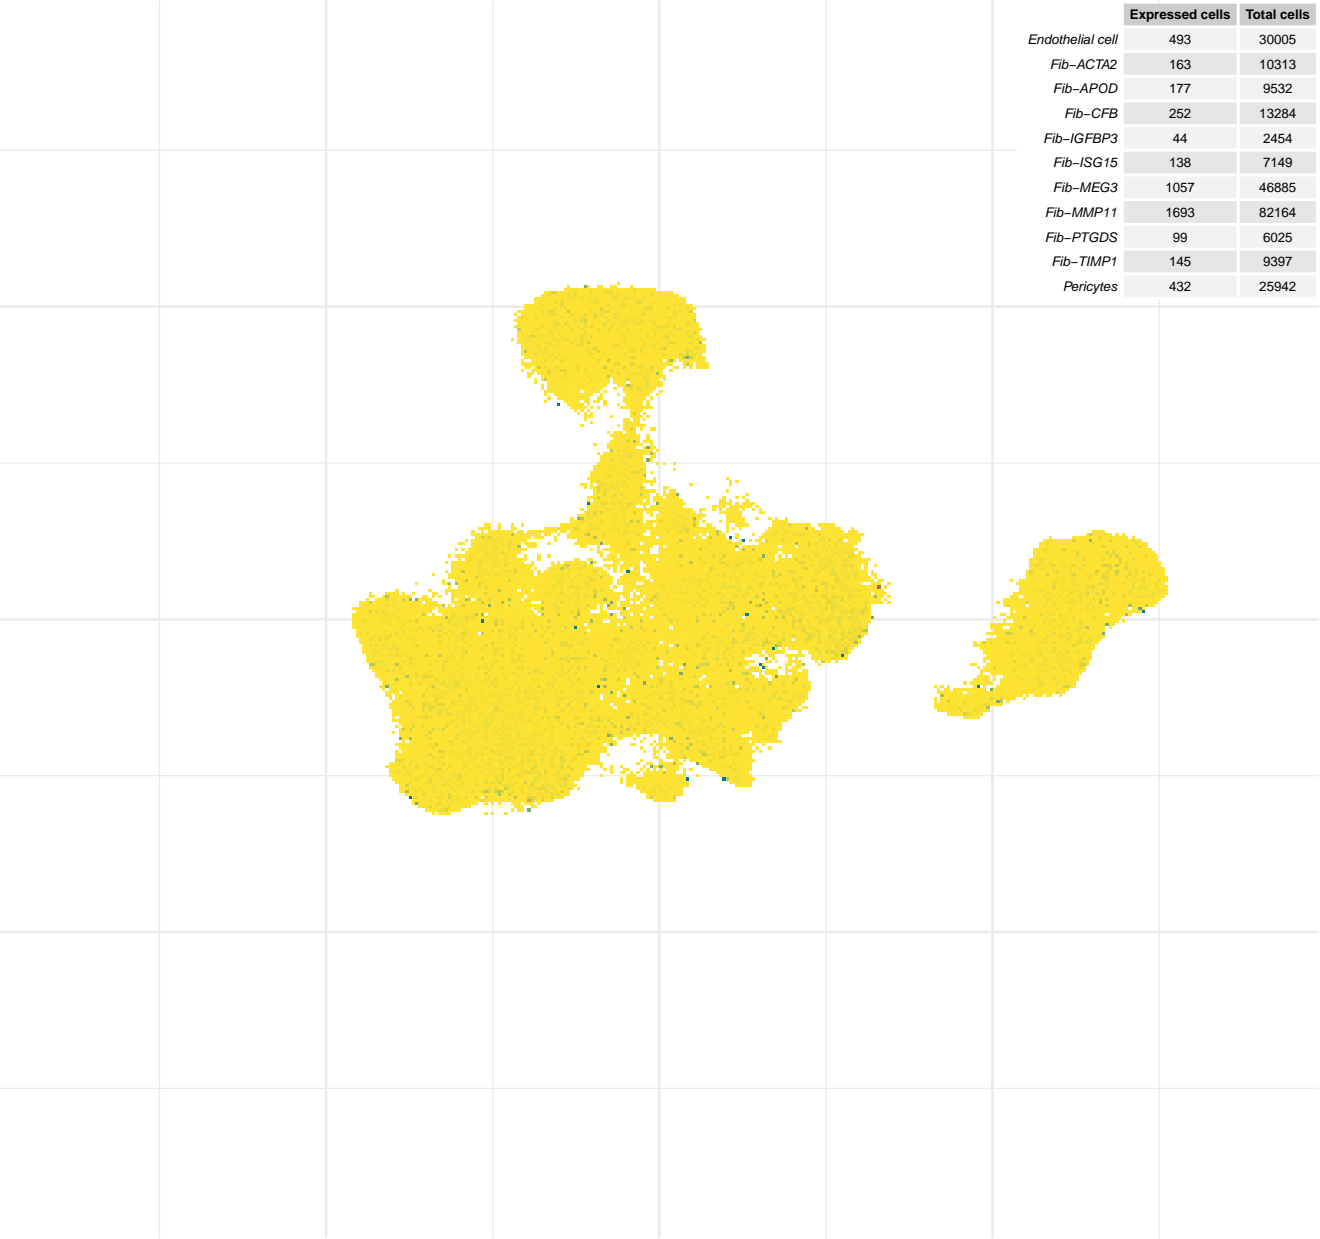 Expressed cells Total cells
Endothelial cell 493 30005
Fib−ACTA2 163 10313
Fib−APOD 177 9532
Fib−CFB 252 13284
Fib−IGFBP3 44 2454
Fib−ISG15 138 7149
Fib−MEG3 1057 46885
Fib−MMP11 1693 82164
Fib−PTGDS 99 6025
Fib−TIMP1 145 9397
Pericytes 432 25942